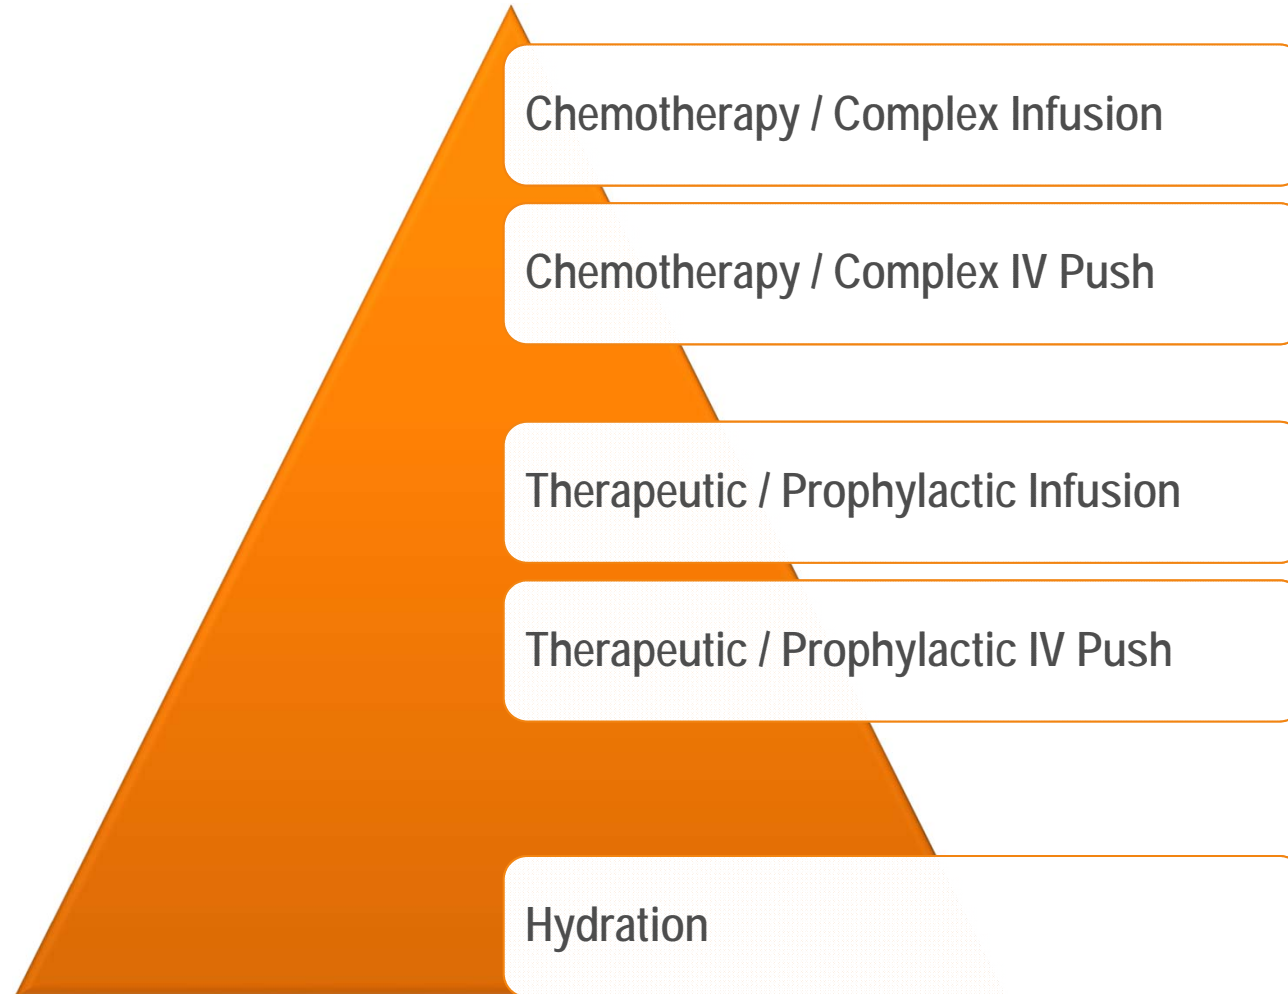 Chemotherapy / Complex Infusion
Chemotherapy / Complex IV Push
Therapeutic / Prophylactic Infusion
Therapeutic / Prophylactic IV Push
Hydration